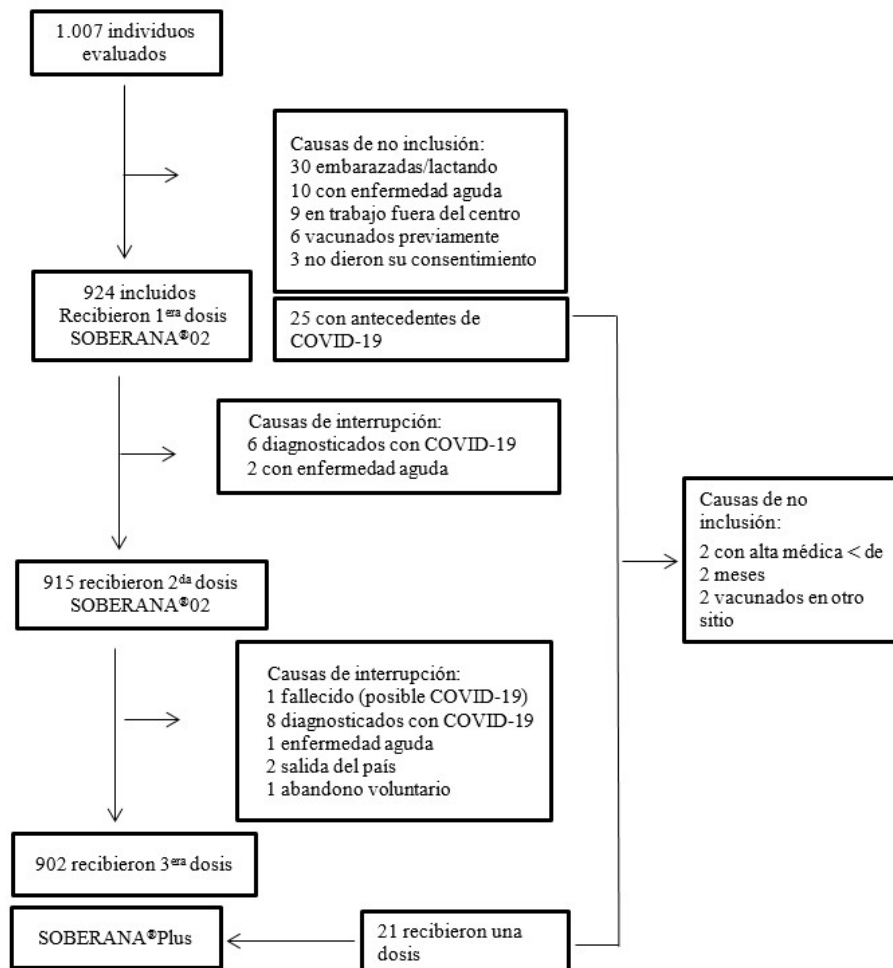 1.007 individuos
evaluados
Causas de no inclusión:
30 embarazadas/lactando
10 con enfermedad aguda
9 en trabajo fuera del centro
6 vacunados previamente
3 no dieron su consentimiento
924 incluidos
Recibieron 1era dosis
SOBERANA®02
25 con antecedentes de
COVID-19
Causas de interrupción:
6 diagnosticados con COVID-19
2 con enfermedad aguda
Causas de no
inclusión:
2 con alta médica < de
2 meses
2 vacunados en otro
sitio
915 recibieron 2da dosis
SOBERANA®02
Causas de interrupción:
1 fallecido (posible COVID-19)
8 diagnosticados con COVID-19
1 enfermedad aguda
2 salida del país
1 abandono voluntario
902 recibieron 3era dosis
SOBERANA®Plus
21 recibieron una
dosis